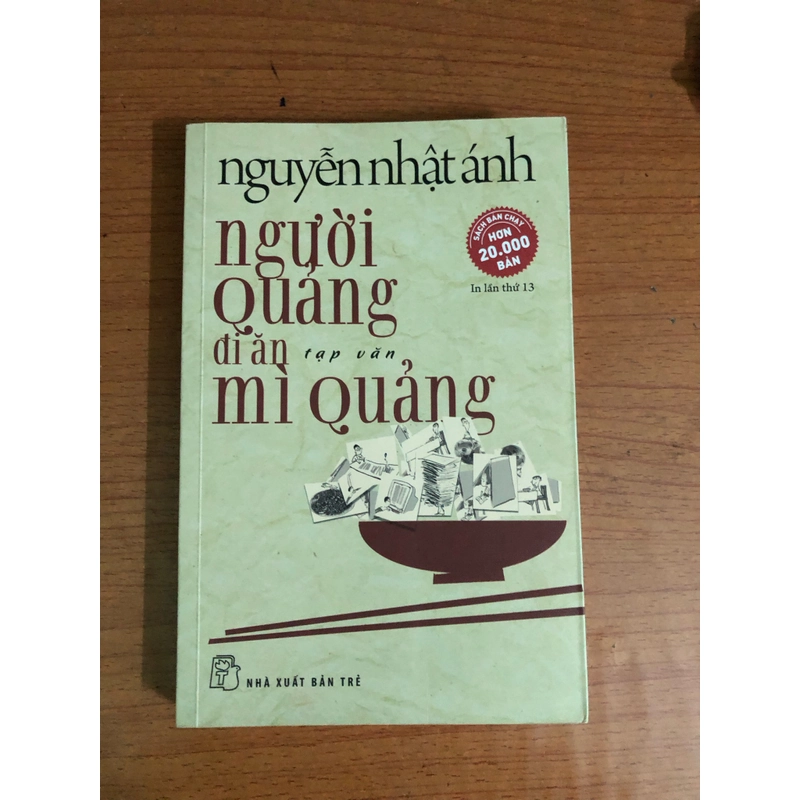 nguyễn nhật ánh
người
quảng
đi ăn tạp văn
mì quảng
SÁCH BÁN CHẠY
HƠN
20.000
BẢN
In lần thứ 13
NHÀ XUẤT BẢN TRẺ